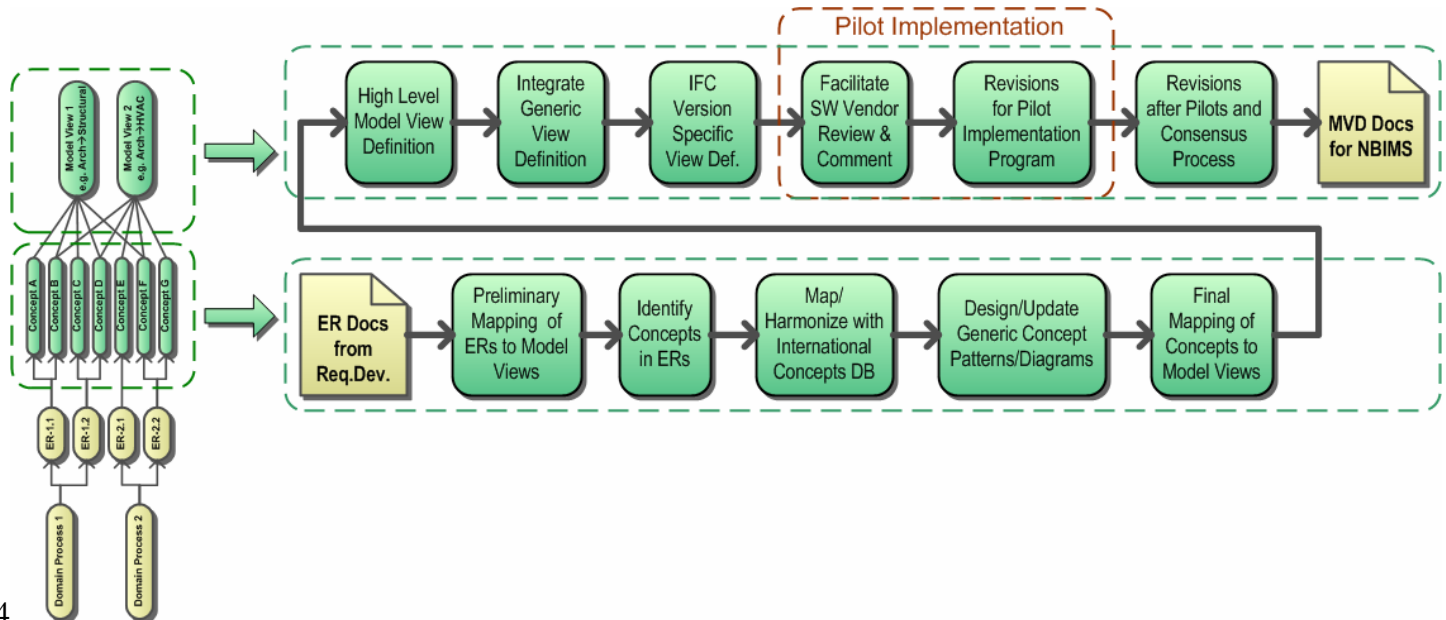 Pilot Implementation
High Level
Model View
Definition
Integrate
Generic
View
Definition
IFC
Version
Specific
View Def.
Facilitate
SW Vendor
Review &
Comment
Revisions
for Pilot
Implementation
Program
Revisions
after Pilots and
Consensus
Process
MVD Docs
for NBIMS
Model View 1
e.g. Arch→Structural
Model View 2
e.g. Arch→HVAC
Concept A
Concept B
Concept C
Concept D
Concept E
Concept F
Concept G
ER Docs
from
Req.Dev.
Preliminary
Mapping of
ERs to Model
Views
Identify
Concepts
in ERs
Map/
Harmonize with
International
Concepts DB
Design/Update
Generic Concept
Patterns/Diagrams
Final
Mapping of
Concepts to
Model Views
ER-1.1
ER-1.2
ER-2.1
ER-2.2
Domain Process 1
Domain Process 2
4